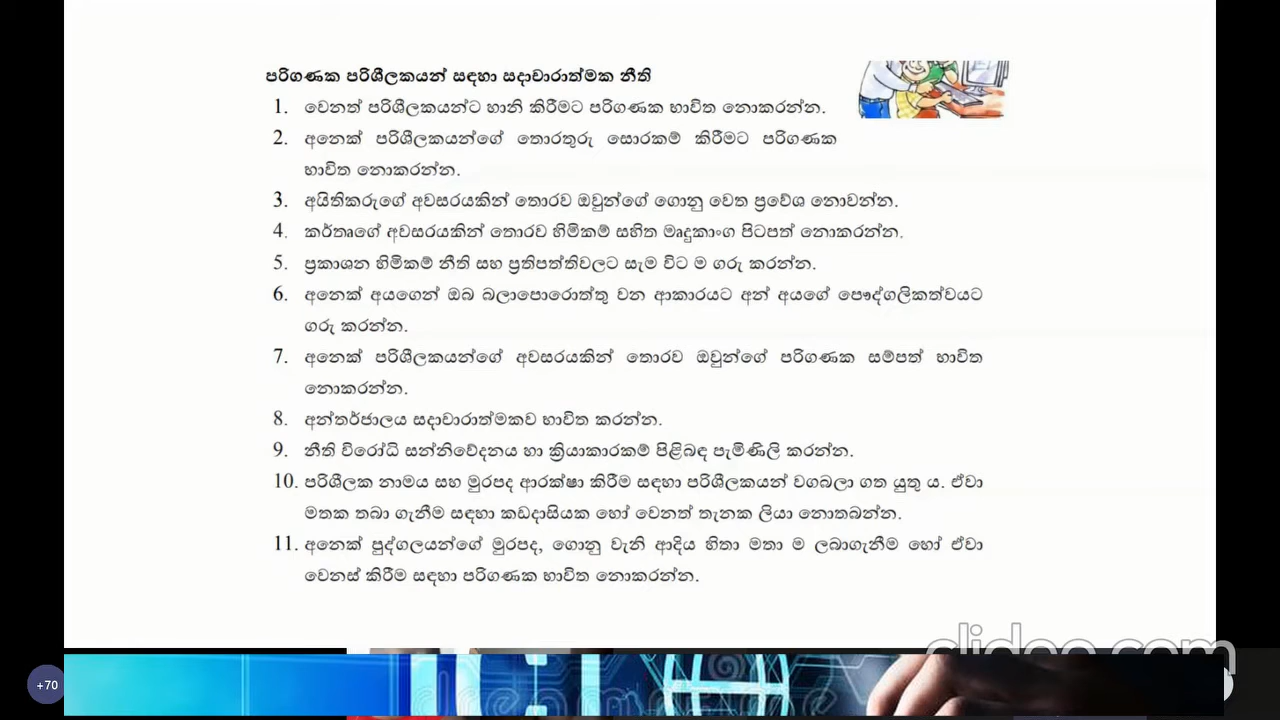 පරිගණක පරිශීලකයන් සඳහා සදාචාරාත්මක නීති
1. වෙනත් පරිශීලකයන්ට හානි කිරීමට පරිගණක භාවිත නොකරන්න.
2. අනෙක් පරිශීලකයන්ගේ තොරතුරු සොරකම් කිරීමට පරිගණක
භාවිත නොකරන්න.
3. අයිතිකරුගේ අවසරයකින් තොරව ඔවුන්ගේ ගොනු වෙත ප්‍රවේශ නොවන්න.
4. කර්තෘගේ අවසරයකින් තොරව හිමිකම් සහිත මෘදුකාංග පිටපත් නොකරන්න.
5. ප්‍රකාශන හිමිකම් නීති සහ ප්‍රතිපත්තිවලට සැම විට ම ගරු කරන්න.
6. අනෙක් අයගෙන් ඔබ බලාපොරොත්තු වන ආකාරයට අන් අයගේ පෞද්ගලිකත්වයට
ගරු කරන්න.
7. අනෙක් පරිශීලකයන්ගේ අවසරයකින් තොරව ඔවුන්ගේ පරිගණක සම්පත් භාවිත
නොකරන්න.
8. අන්තර්ජාලය සදාචාරාත්මකව භාවිත කරන්න.
9. නීති විරෝධි සන්නිවේදනය හා ක්‍රියාකාරකම් පිළිබඳ පැමිණිලි කරන්න.
10. පරිශීලක නාමය සහ මුරපද ආරක්ෂා කිරීම සඳහා පරිශීලකයන් වගබලා ගත යුතු ය. ඒවා
මතක තබා ගැනීම සඳහා කඩදාසියක හෝ වෙනත් තැනක ලියා නොතබන්න.
11. අනෙක් පුද්ගලයන්ගේ මුරපද, ගොනු වැනි ආදිය හිතා මතා ම ලබාගැනීම හෝ ඒවා
වෙනස් කිරීම සඳහා පරිගණක භාවිත නොකරන්න.
clideo.com
+70